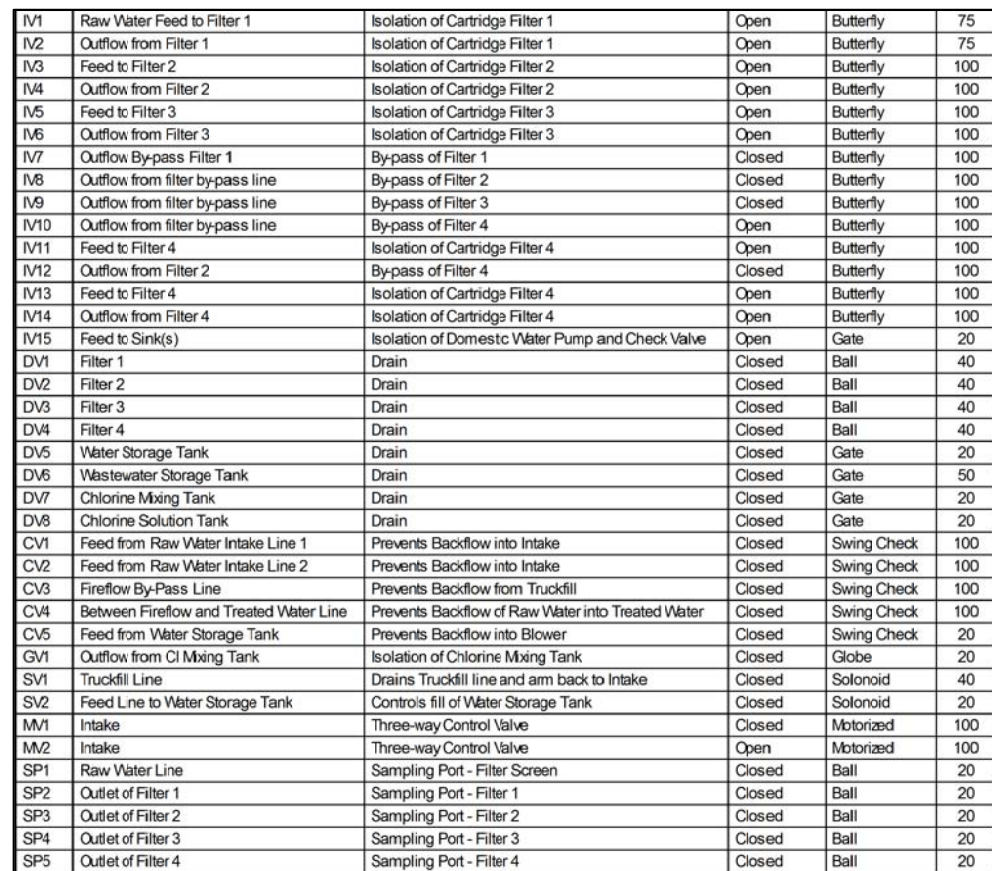 IV1 Raw Water Feed to Filter 1 Isolation of Cartridge Filter 1 Open Butterfly 75
IV2 Outflow from Filter 1 Isolation of Cartridge Filter 1 Open Butterfly 75
IV3 Feed to Filter 2 Isolation of Cartridge Filter 2 Open Butterfly 100
IV4 Outflow from Filter 2 Isolation of Cartridge Filter 2 Open Butterfly 100
IV5 Feed to Filter 3 Isolation of Cartridge Filter 3 Open Butterfly 100
IV6 Outflow from Filter 3 Isolation of Cartridge Filter 3 Open Butterfly 100
IV7 Outflow By-pass Filter 1 By-pass of Filter 1 Closed Butterfly 100
IV8 Outflow from filter by-pass line By-pass of Filter 2 Closed Butterfly 100
IV9 Outflow from filter by-pass line By-pass of Filter 3 Closed Butterfly 100
IV10 Outflow from filter by-pass line By-pass of Filter 4 Open Butterfly 100
IV11 Feed to Filter 4 Isolation of Cartridge Filter 4 Open Butterfly 100
IV12 Outflow from Filter 2 By-pass of Filter 4 Closed Butterfly 100
IV13 Feed to Filter 4 Isolation of Cartridge Filter 4 Open Butterfly 100
IV14 Outflow from Filter 4 Isolation of Cartridge Filter 4 Open Butterfly 100
IV15 Feed to Sink(s) Isolation of Domestc Water Pump and Check Valve Open Gate 20
DV1 Filter 1 Drain Closed Ball 40
DV2 Filter 2 Drain Closed Ball 40
DV3 Filter 3 Drain Closed Ball 40
DV4 Filter 4 Drain Closed Ball 40
DV5 Water Storage Tank Drain Closed Gate 20
DV6 Wastewater Storage Tank Drain Closed Gate 50
DV7 Chlorine Mixing Tank Drain Closed Gate 20
DV8 Chlorine Solution Tank Drain Closed Gate 20
CV1 Feed from Raw Water Intake Line 1 Prevents Backflow into Intake Closed Swing Check 100
CV2 Feed from Raw Water Intake Line 2 Prevents Backflow into Intake Closed Swing Check 100
CV3 Fireflow By-Pass Line Prevents Backflow from Truckfill Closed Swing Check 100
CV4 Between Fireflow and Treated Water Line Prevents Backflow of Raw Water into Treated Water Closed Swing Check 100
CV5 Feed from Water Storage Tank Prevents Backflow into Blower Closed Swing Check 20
GV1 Outflow from Cl Mixing Tank Isolation of Chlorine Mixing Tank Closed Globe 20
SV1 Truckfill Line Drains Truckfill line and arm back to Intake Closed Solonoid 40
SV2 Feed Line to Water Storage Tank Controls fill of Water Storage Tank Closed Solonoid 20
MV1 Intake Three-way Control Valve Closed Motorized 100
MV2 Intake Three-way Control Valve Open Motorized 100
SP1 Raw Water Line Sampling Port - Filter Screen Closed Ball 20
SP2 Outlet of Filter 1 Sampling Port - Filter 1 Closed Ball 20
SP3 Outlet of Filter 2 Sampling Port - Filter 2 Closed Ball 20
SP4 Outlet of Filter 3 Sampling Port - Filter 3 Closed Ball 20
SP5 Outlet of Filter 4 Sampling Port - Filter 4 Closed Ball 20